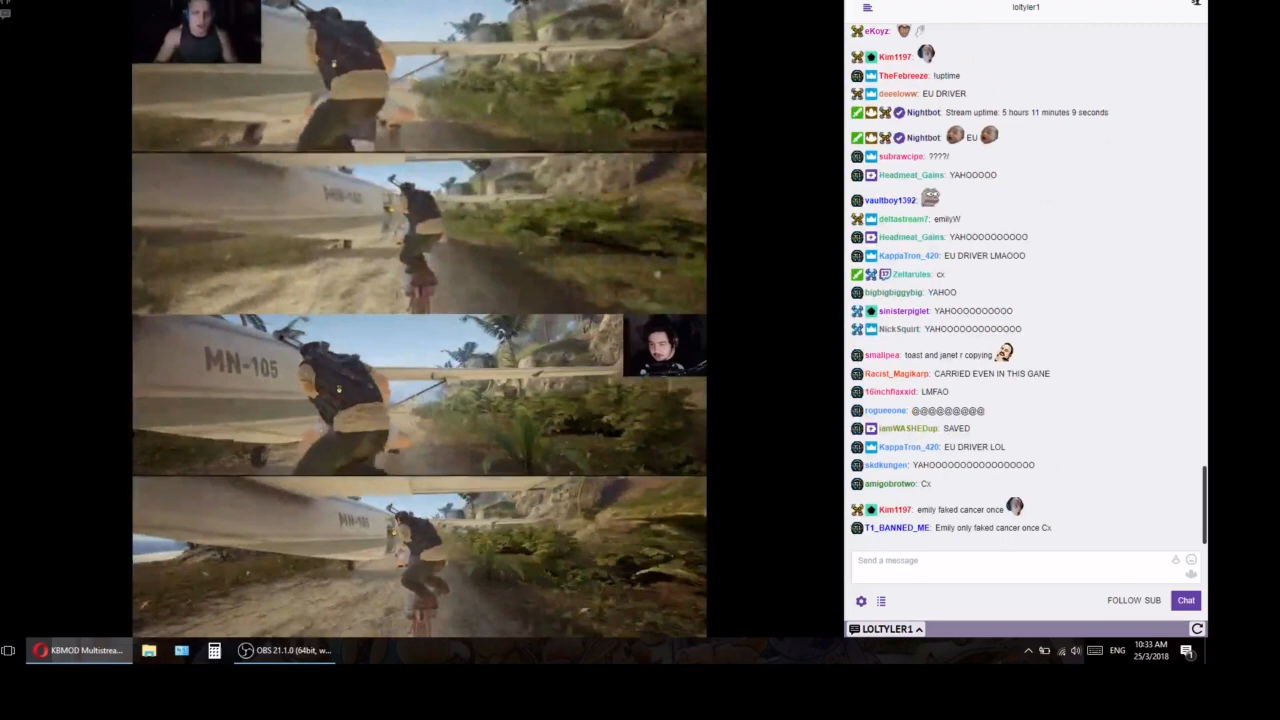 loltyler1
eKoyz:
Kim1197:
TheFebreeze: !uptime
deeeloww: EU DRIVER
Nightbot: Stream uptime: 5 hours 11 minutes 9 seconds
Nightbot: EU
subrawcipe: ????/
Headmeat_Gains: YAHOOOOO
vaultboy1392:
deltastream7: emilyW
Headmeat_Gains: YAHOOOOOOOOOO
KappaTron_420: EU DRIVER LMAOOO
Zeltarules: cx
bigbigbiggybig: YAHOO
sinisterpiglet: YAHOOOOOOOOOO
NickSquirt: YAHOOOOOOOOOOOOO
smallpea: toast and janet r copying
Racist_Magikarp: CARRIED EVEN IN THIS GANE
16inchflaxxid: LMFAO
rogueeone: @@@@@@@@@
iamWASHEDup: SAVED
KappaTron_420: EU DRIVER LOL
skdkungen: YAHOOOOOOOOOOOOOOOOO
amigobrotwo: Cx
Kim1197: emily faked cancer once
T1_BANNED_ME: Emily only faked cancer once Cx
Send a message
FOLLOW SUB Chat
LOLTYLER1
MN-105
KBMOD Multistrea...
OBS 21.1.0 (64bit, w...
ENG
10:33 AM
25/3/2018
1